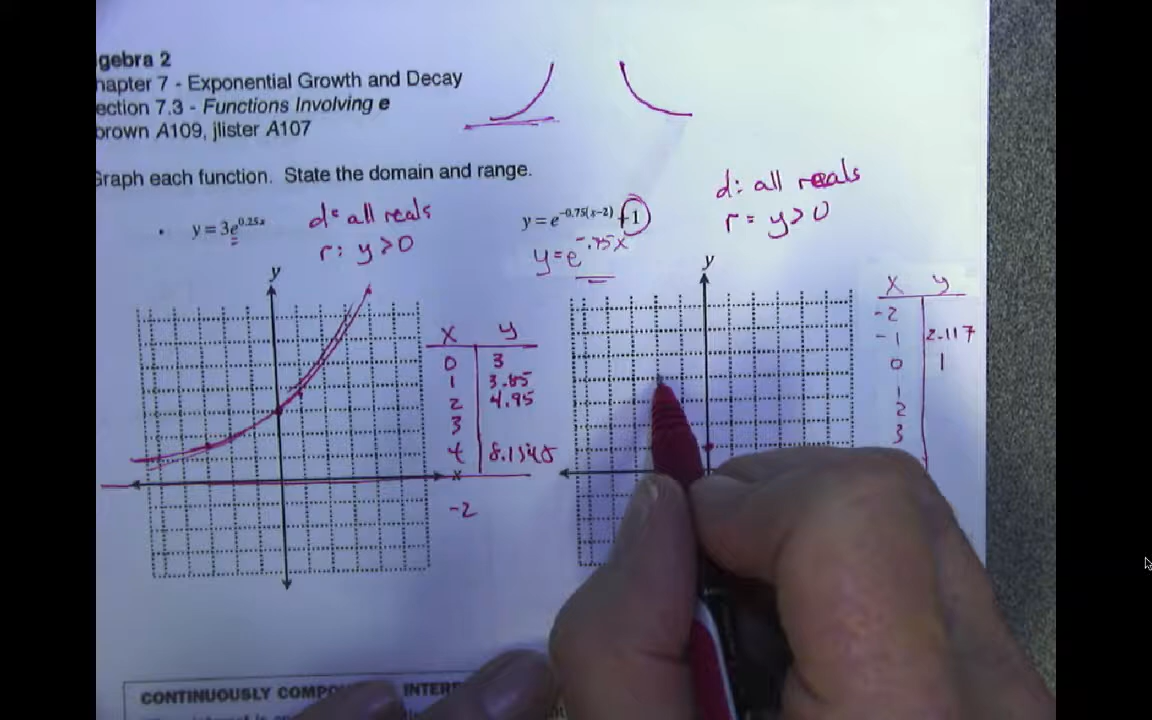 gebra 2
hapter 7 - Exponential Growth and Decay
ection 7.3 - Functions Involving e
brown A109, jlister A107
Graph each function. State the domain and range.
y = 3e^0.25x
d= all reals
r: y > 0
y = e^-0.75(x-2) +1
y = e^-.75x
d: all reals
r = y > 0
y
x
x y
0 3
1 3.85
2 4.95
3
4 8.1548
-2
y
x y
-2
-1 2.117
0 1
1
2
3
CONTINUOUSLY